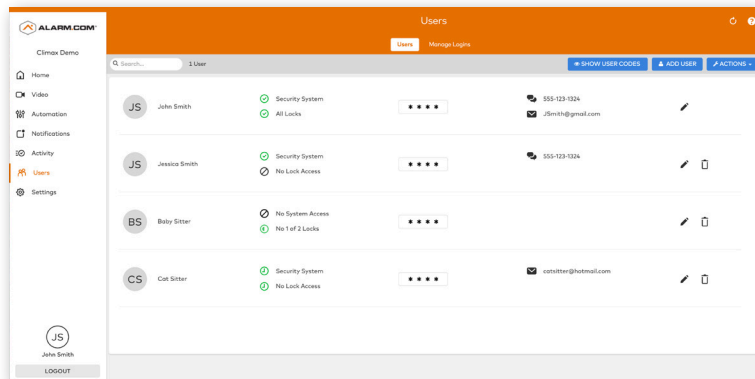 ALARM.COM®
Climax Demo
Home
Video
Automation
Notifications
Activity
Users
Settings
JS
John Smith
LOGOUT
Users
Users Manage Logins
Search... 1 User SHOW USER CODES ADD USER ACTIONS
JS John Smith Security System * * * * 555-123-1324
All Locks JSmith@gmail.com
JS Jessica Smith Security System * * * * 555-123-1324
No Lock Access
BS Baby Sitter No System Access * * * *
No 1 of 2 Locks
CS Cat Sitter Security System * * * * catsitter@hotmail.com
No Lock Access